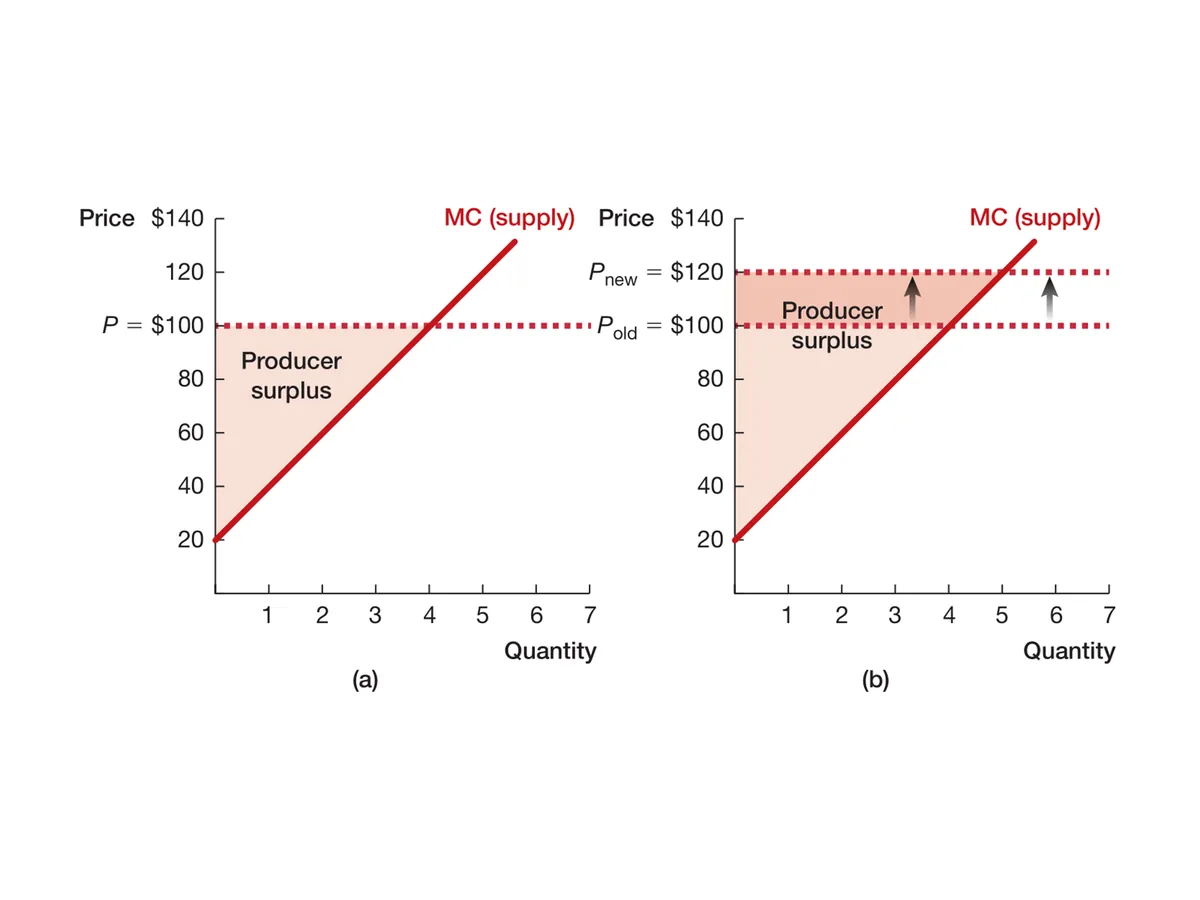 Price $140
MC (supply)
120
P = $100
Producer
surplus
80
60
40
20
1 2 3 4 5 6 7
Quantity
(a)
Price $140
MC (supply)
Pnew = $120
Pold = $100
Producer
surplus
80
60
40
20
1 2 3 4 5 6 7
Quantity
(b)